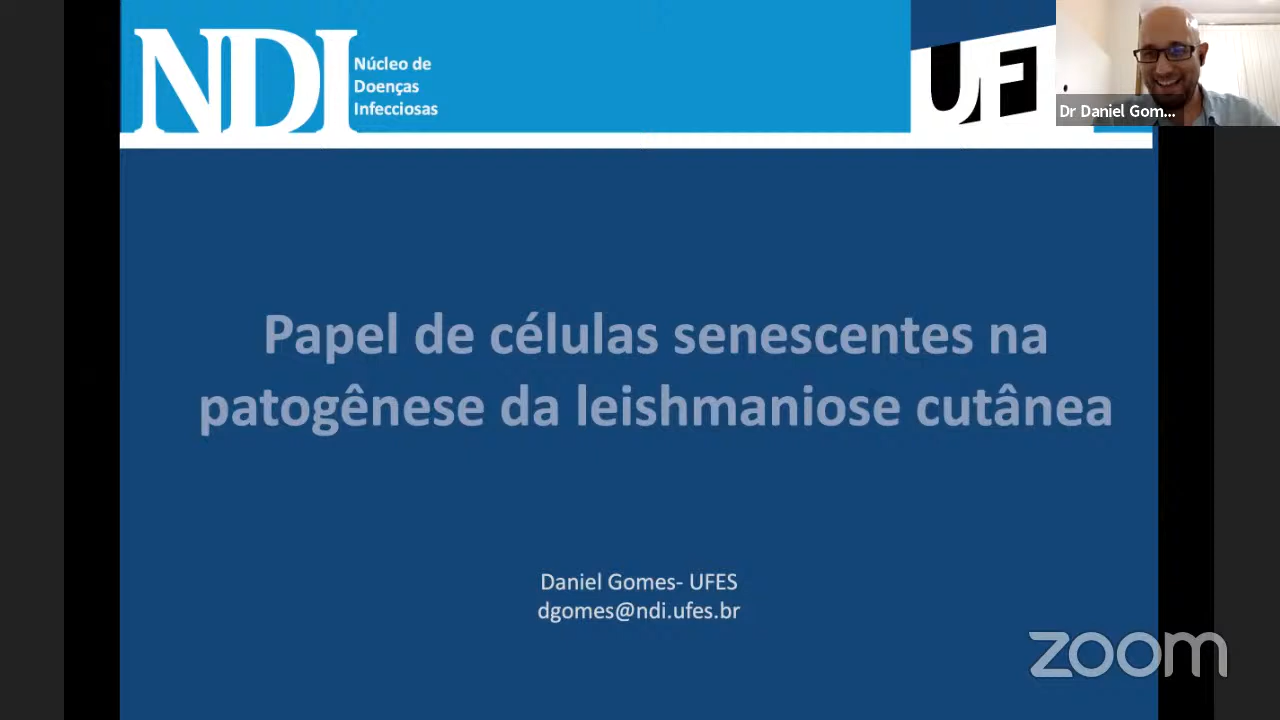 NDI
Núcleo de
Doenças
Infecciosas
UF
Dr Daniel Gom...
Papel de células senescentes na
patogênese da leishmaniose cutânea
Daniel Gomes- UFES
dgomes@ndi.ufes.br
zoom